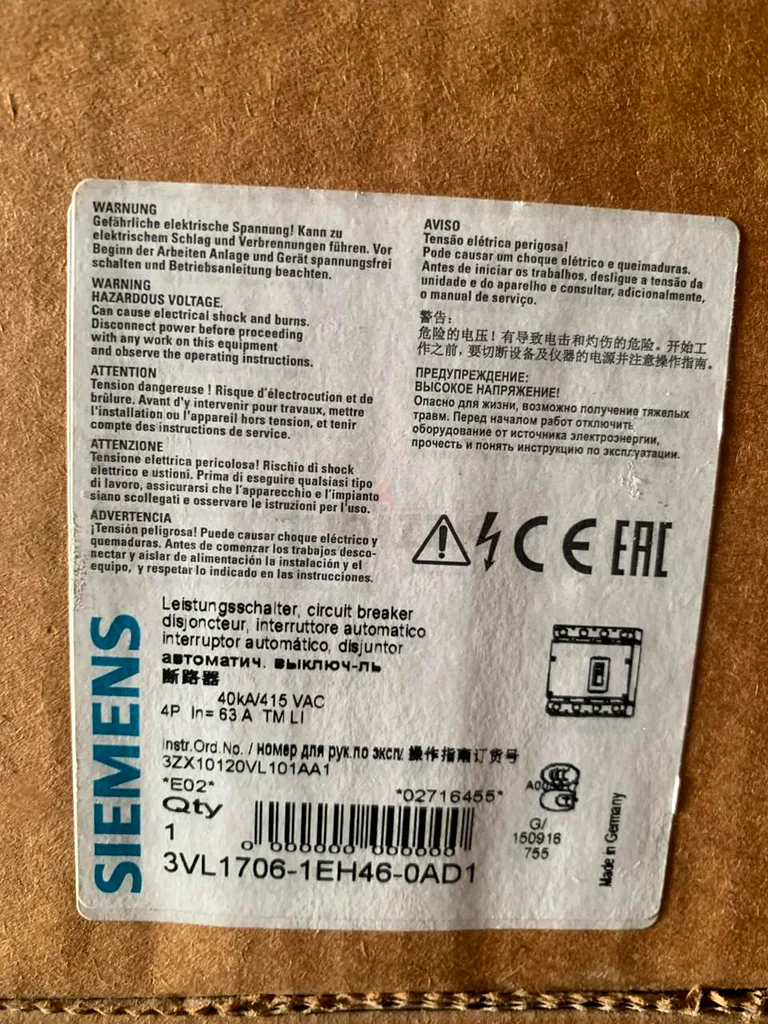 WARNUNG
Gefährliche elektrische Spannung! Kann zu
elektrischem Schlag und Verbrennungen führen. Vor
Beginn der Arbeiten Anlage und Gerät spannungsfrei
schalten und Betriebsanleitung beachten.
WARNING
HAZARDOUS VOLTAGE.
Can cause electrical shock and burns.
Disconnect power before proceeding
with any work on this equipment
and observe the operating instructions.
ATTENTION
Tension dangereuse ! Risque d'électrocution et de
brûlure. Avant d'y intervenir pour travaux, mettre
l'installation ou l'appareil hors tension, et tenir
compte des instructions de service.
ATTENZIONE
Tensione elettrica pericolosa! Rischio di shock
elettrico e ustioni. Prima di eseguire qualsiasi tipo
di lavoro, assicurarsi che l'apparecchio e l'impianto
siano scollegati e osservare le istruzioni per l'uso.
ADVERTENCIA
¡Tensión peligrosa! Puede causar choque eléctrico y
quemaduras. Antes de comenzar los trabajos desco-
nectar y aislar de alimentación la instalación y el
equipo, y respetar lo indicado en las instrucciones.
AVISO
Tensão elétrica perigosa!
Pode causar um choque elétrico e queimaduras.
Antes de iniciar os trabalhos, desligue a tensão da
unidade e do aparelho e consultar, adicionalmente,
o manual de serviço.
警告:
危险的电压!有导致电击和灼伤的危险。开始工
作之前,要切断设备及仪器的电源并注意操作指南。
ПРЕДУПРЕЖДЕНИЕ:
ВЫСОКОЕ НАПРЯЖЕНИЕ!
Опасно для жизни, возможно получение тяжелых
травм. Перед началом работ отключить
оборудование от источника электроэнергии,
прочесть и понять инструкцию по эксплуатации.
CE EAC
SIEMENS
Leistungsschalter, circuit breaker
disjoncteur, interruttore automatico
interruptor automático, disjuntor
автоматич. выключ-ль
断路器
40kA/415 VAC
4P In= 63 A TM LI
Instr.Ord.No. / номер для рук.по эксп/ 操作指南订货号
3ZX10120VL101AA1
*E02*
*02716455*
Qty
1
0 000000 000000
3VL1706-1EH46-0AD1
G/
150916
755
Made in Germany